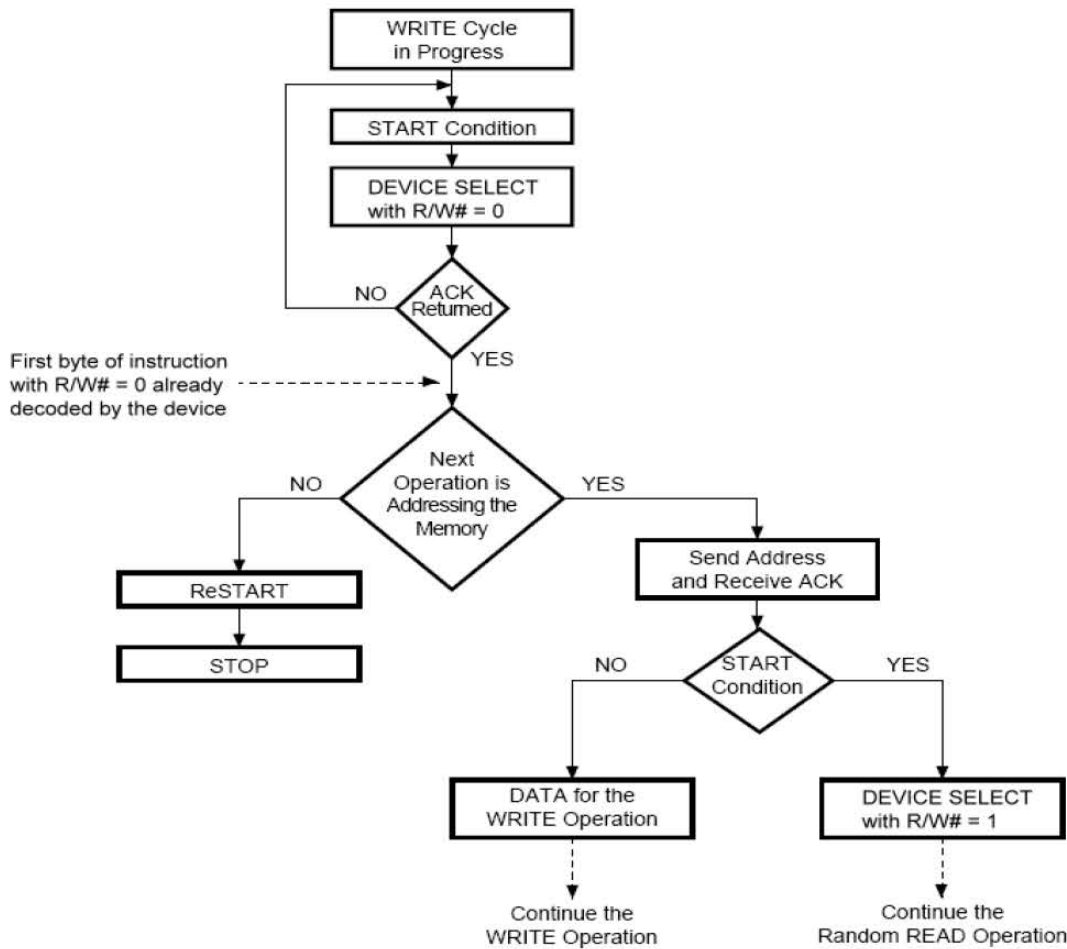 WRITE Cycle
in Progress
START Condition
DEVICE SELECT
with R/W# = 0
ACK
Returned
NO
YES
First byte of instruction
with R/W# = 0 already
decoded by the device
Next
Operation is
Addressing the
Memory
NO
YES
ReSTART
STOP
Send Address
and Receive ACK
START
Condition
NO
YES
DATA for the
WRITE Operation
DEVICE SELECT
with R/W# = 1
Continue the
WRITE Operation
Continue the
Random READ Operation